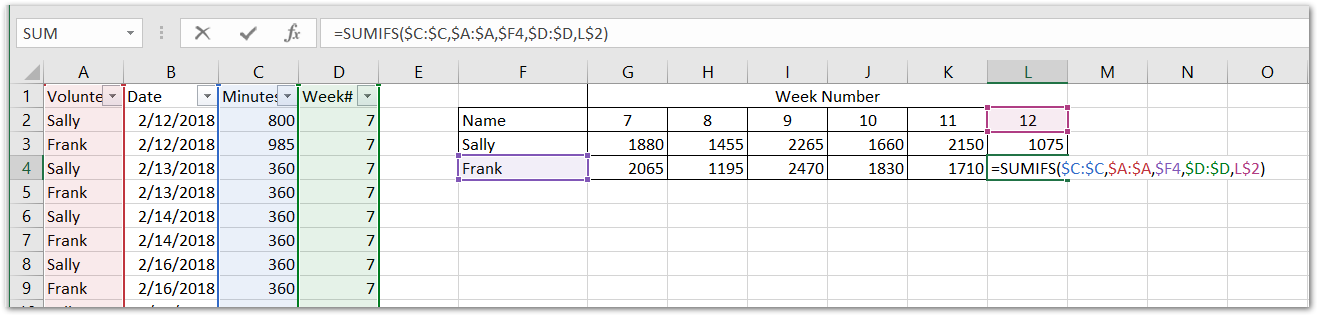 SUM fx =SUMIFS($C:$C,$A:$A,$F4,$D:$D,L$2)
A B C D E F G H I J K L M N O
1 Volunte Date Minutes Week# Week Number
2 Sally 2/12/2018 800 7 Name 7 8 9 10 11 12
3 Frank 2/12/2018 985 7 Sally 1880 1455 2265 1660 2150 1075
4 Sally 2/13/2018 360 7 Frank 2065 1195 2470 1830 1710 =SUMIFS($C:$C,$A:$A,$F4,$D:$D,L$2)
5 Frank 2/13/2018 360 7
6 Sally 2/14/2018 360 7
7 Frank 2/14/2018 360 7
8 Sally 2/16/2018 360 7
9 Frank 2/16/2018 360 7